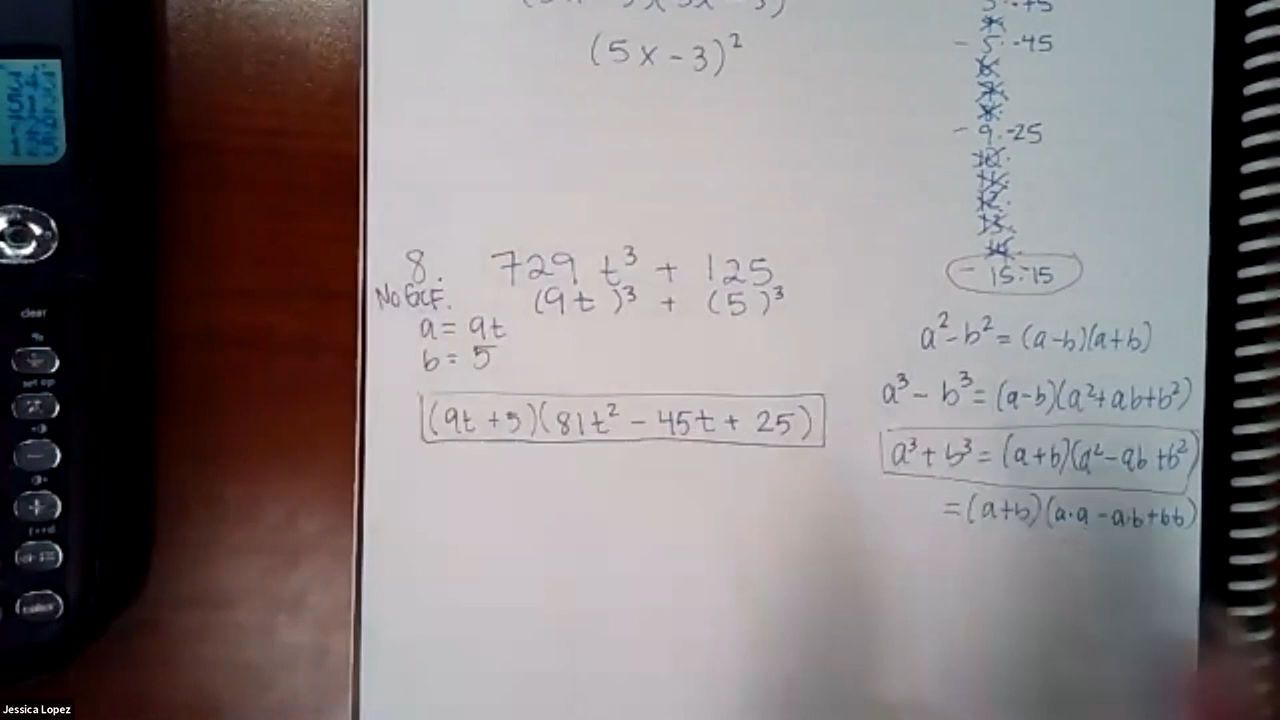 (5x-3)²
- 5·-45
- 9·-25
- 15·-15
8. 729t³ + 125
No GCF. (9t)³ + (5)³
a = 9t
b = 5
(9t+5)(81t² - 45t + 25)
a²-b² = (a-b)(a+b)
a³-b³ = (a-b)(a²+ab+b²)
a³+b³ = (a+b)(a²-ab+b²)
= (a+b)(a·a-a·b+b·b)
clear
set op
Jessica Lopez